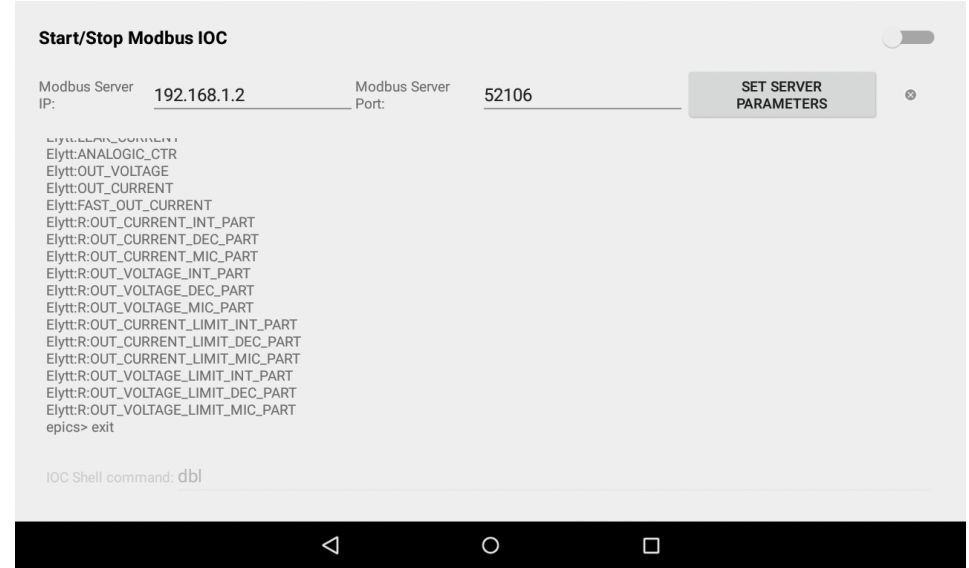 Start/Stop Modbus IOC
Modbus Server IP: 192.168.1.2 Modbus Server Port: 52106 SET SERVER PARAMETERS
Elytt:LEAK_CURRENT
Elytt:ANALOGIC_CTR
Elytt:OUT_VOLTAGE
Elytt:OUT_CURRENT
Elytt:FAST_OUT_CURRENT
Elytt:R:OUT_CURRENT_INT_PART
Elytt:R:OUT_CURRENT_DEC_PART
Elytt:R:OUT_CURRENT_MIC_PART
Elytt:R:OUT_VOLTAGE_INT_PART
Elytt:R:OUT_VOLTAGE_DEC_PART
Elytt:R:OUT_VOLTAGE_MIC_PART
Elytt:R:OUT_CURRENT_LIMIT_INT_PART
Elytt:R:OUT_CURRENT_LIMIT_DEC_PART
Elytt:R:OUT_CURRENT_LIMIT_MIC_PART
Elytt:R:OUT_VOLTAGE_LIMIT_INT_PART
Elytt:R:OUT_VOLTAGE_LIMIT_DEC_PART
Elytt:R:OUT_VOLTAGE_LIMIT_MIC_PART
epics> exit
IOC Shell command: dbl